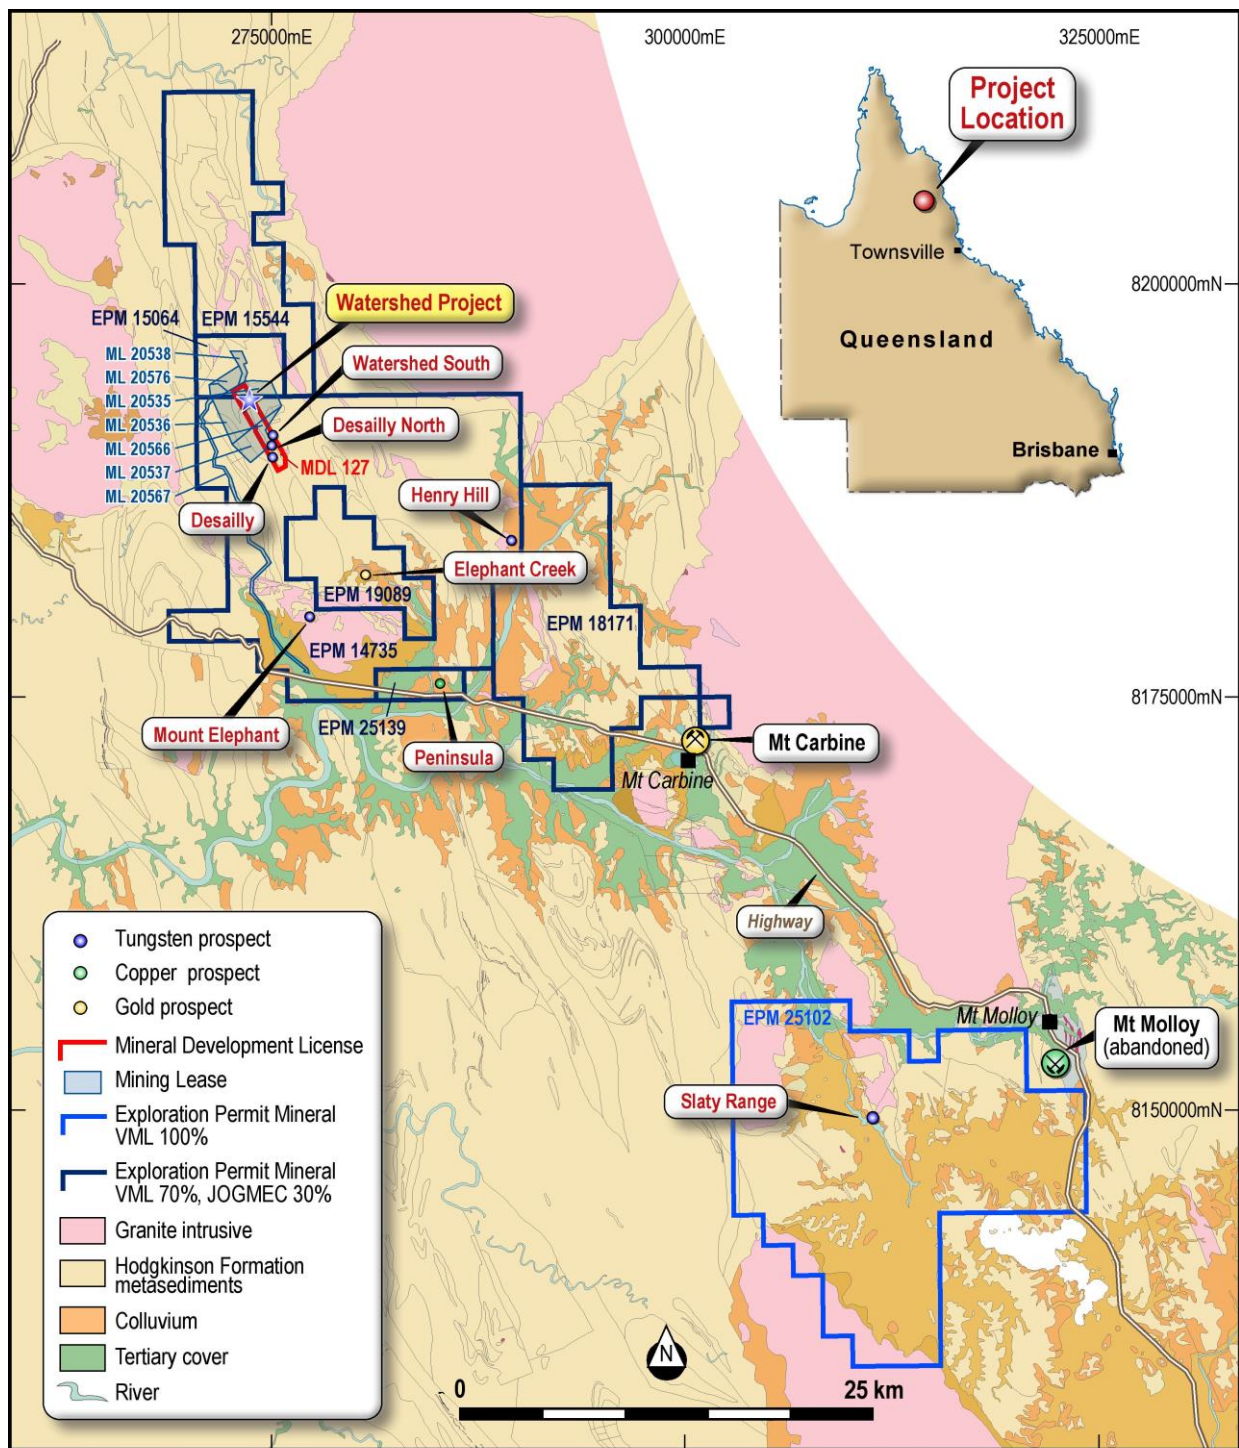 275000mE
300000mE
325000mE
Project
Location
Townsville
Queensland
Brisbane
8200000mN
8175000mN
8150000mN
Watershed Project
EPM 15064
EPM 15544
ML 20538
ML 20576
ML 20535
ML 20536
ML 20566
ML 20537
ML 20567
Watershed South
Desailly North
MDL 127
Desailly
Henry Hill
Elephant Creek
EPM 19089
EPM 18171
EPM 14735
Mount Elephant
EPM 25139
Peninsula
Mt Carbine
Mt Carbine
Highway
EPM 25102
Mt Molloy
Mt Molloy
(abandoned)
Slaty Range
Tungsten prospect
Copper prospect
Gold prospect
Mineral Development License
Mining Lease
Exploration Permit Mineral
VML 100%
Exploration Permit Mineral
VML 70%, JOGMEC 30%
Granite intrusive
Hodgkinson Formation
metasediments
Colluvium
Tertiary cover
River
N
0
25 km